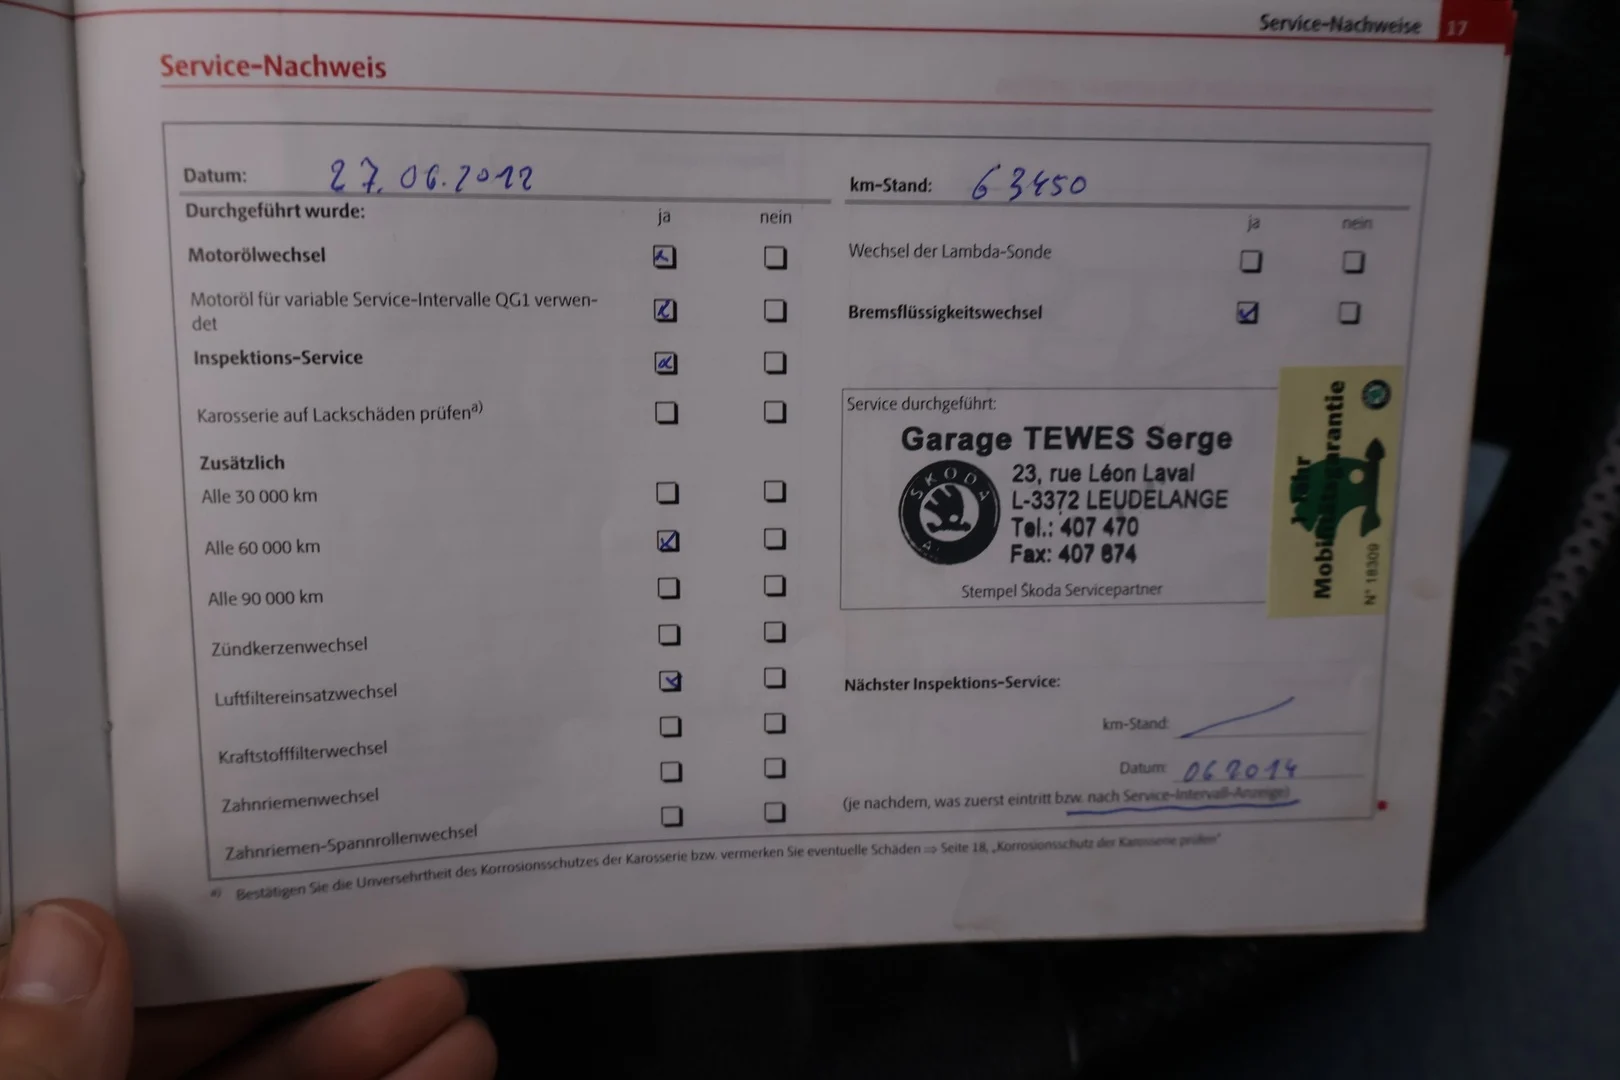 Service-Nachweise 17
Service-Nachweis
Datum: 27.06.2012
km-Stand: 63450
Durchgeführt wurde: ja nein
ja nein
Motorölwechsel
Wechsel der Lambda-Sonde
Motoröl für variable Service-Intervalle QG1 verwen-
det
Bremsflüssigkeitswechsel
Inspektions-Service
Karosserie auf Lackschäden prüfen a)
Zusätzlich
Alle 30 000 km
Alle 60 000 km
Alle 90 000 km
Zündkerzenwechsel
Luftfiltereinsatzwechsel
Kraftstofffilterwechsel
Zahnriemenwechsel
Zahnriemen-Spannrollenwechsel
Service durchgeführt:
Garage TEWES Serge
SKODA
23, rue Léon Laval
L-3372 LEUDELANGE
Tel.: 407 470
Fax: 407 674
Stempel Škoda Servicepartner
Mobilitätsgarantie
N° 18309
Nächster Inspektions-Service:
km-Stand:
Datum: 06 2014
(je nachdem, was zuerst eintritt bzw. nach Service-Intervall-Anzeige)
a) Bestätigen Sie die Unversehrtheit des Korrosionsschutzes der Karosserie bzw. vermerken Sie eventuelle Schäden ⇒ Seite 18, „Korrosionsschutz der Karosserie prüfen"